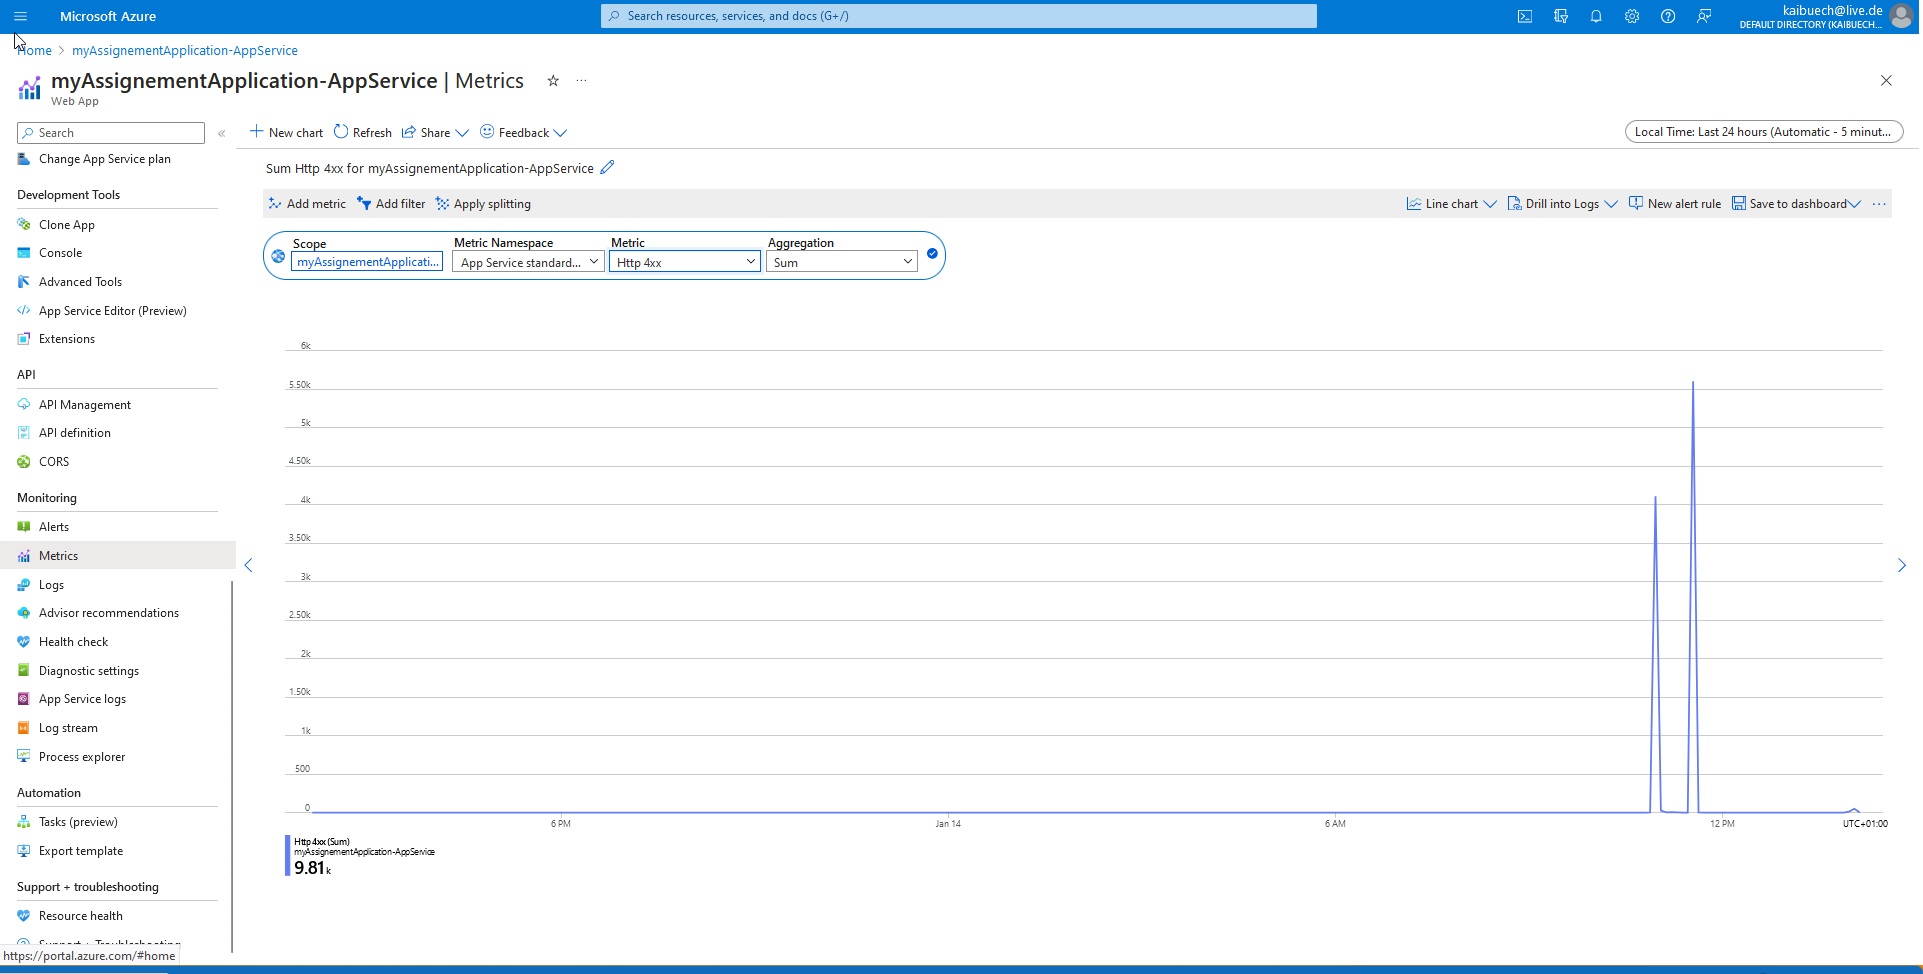 Microsoft Azure
Search resources, services, and docs (G+/)
kaibuech@live.de
DEFAULT DIRECTORY (KAIBUECH...
Home > myAssignementApplication-AppService
myAssignementApplication-AppService | Metrics
Web App
Search
New chart Refresh Share Feedback
Local Time: Last 24 hours (Automatic - 5 minut...
Change App Service plan
Development Tools
Clone App
Console
Advanced Tools
App Service Editor (Preview)
Extensions
API
API Management
API definition
CORS
Monitoring
Alerts
Metrics
Logs
Advisor recommendations
Health check
Diagnostic settings
App Service logs
Log stream
Process explorer
Automation
Tasks (preview)
Export template
Support + troubleshooting
Resource health
https://portal.azure.com/#home
Sum Http 4xx for myAssignementApplication-AppService
Add metric Add filter Apply splitting
Line chart Drill into Logs New alert rule Save to dashboard ...
Scope Metric Namespace Metric Aggregation
myAssignementApplicati... App Service standard... Http 4xx Sum
6k
5.50k
5k
4.50k
4k
3.50k
3k
2.50k
2k
1.50k
1k
500
0
6 PM Jan 14 6 AM 12 PM UTC+01:00
Http 4xx (Sum)
myAssignementApplication-AppService
9.81 k